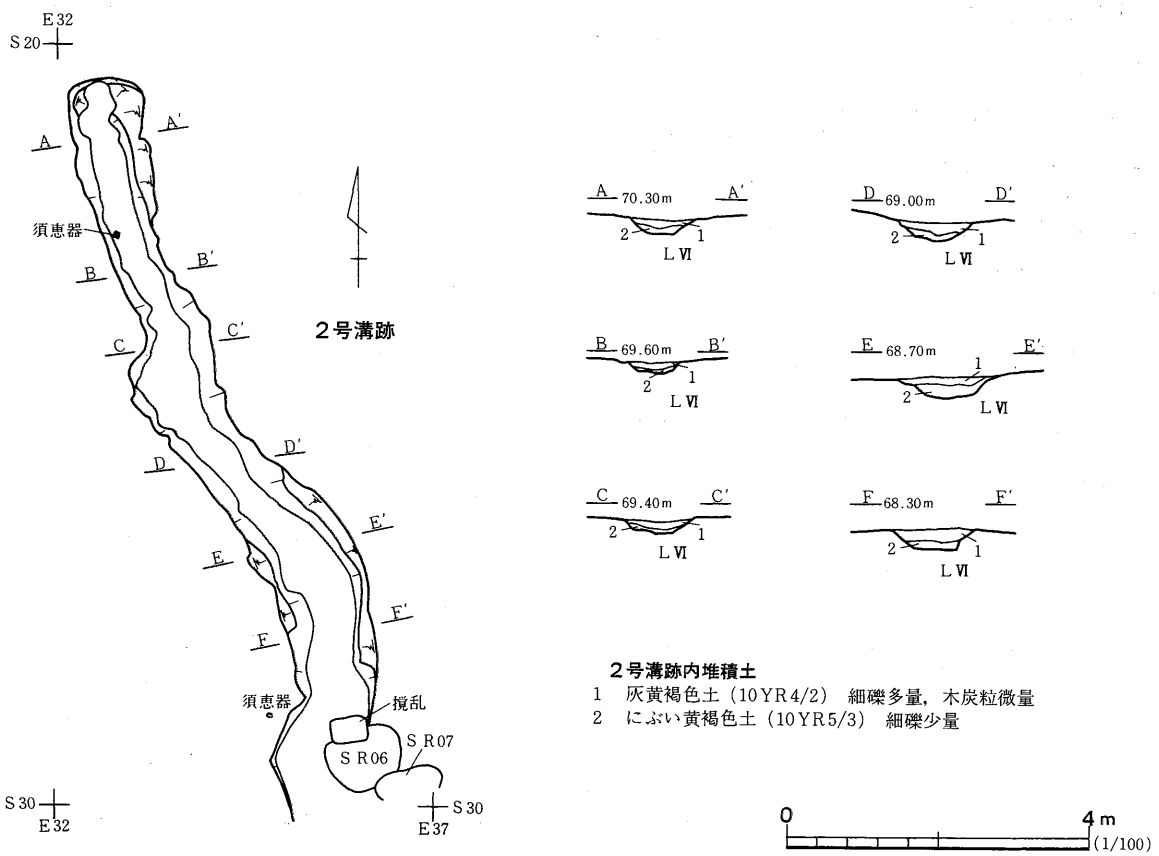 E32
S20
A
A'
須恵器
B
B'
C
C'
2号溝跡
D
D'
E
E'
F
F'
須恵器
撹乱
SR06
SR07
S30
E32
S30
E37
A 70.30m A'
2
1
LⅥ
D 69.00m D'
2
1
LⅥ
B 69.60m B'
2
1
LⅥ
E 68.70m E'
1
2
LⅥ
C 69.40m C'
2
1
LⅥ
F 68.30m F'
2
1
LⅥ
2号溝跡内堆積土
1 灰黄褐色土(10YR4/2) 細礫多量,木炭粒微量
2 にぶい黄褐色土(10YR5/3) 細礫少量
0 4m
(1/100)